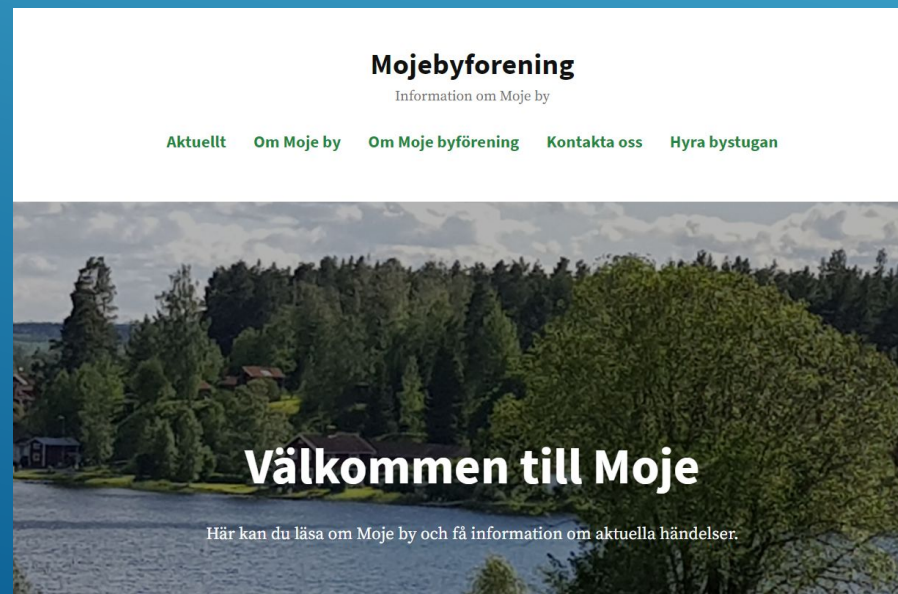 Mojebyforening
Information om Moje by
Aktuellt Om Moje by Om Moje byförening Kontakta oss Hyra bystugan
Välkommen till Moje
Här kan du läsa om Moje by och få information om aktuella händelser.